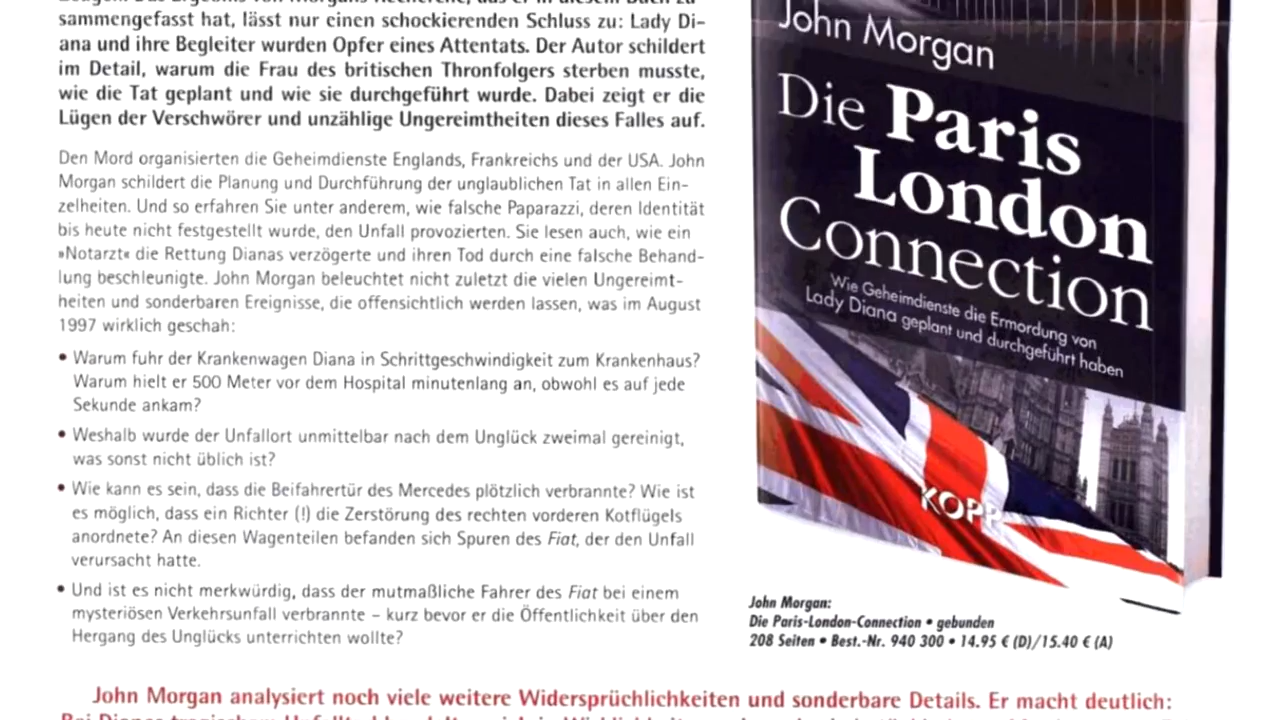 sammengefasst hat, lässt nur einen schockierenden Schluss zu: Lady Di-
ana und ihre Begleiter wurden Opfer eines Attentats. Der Autor schildert
im Detail, warum die Frau des britischen Thronfolgers sterben musste,
wie die Tat geplant und wie sie durchgeführt wurde. Dabei zeigt er die
Lügen der Verschwörer und unzählige Ungereimtheiten dieses Falles auf.
Den Mord organisierten die Geheimdienste Englands, Frankreichs und der USA. John
Morgan schildert die Planung und Durchführung der unglaublichen Tat in allen Ein-
zelheiten. Und so erfahren Sie unter anderem, wie falsche Paparazzi, deren Identität
bis heute nicht festgestellt wurde, den Unfall provozierten. Sie lesen auch, wie ein
»Notarzt« die Rettung Dianas verzögerte und ihren Tod durch eine falsche Behand-
lung beschleunigte. John Morgan beleuchtet nicht zuletzt die vielen Ungereimt-
heiten und sonderbaren Ereignisse, die offensichtlich werden lassen, was im August
1997 wirklich geschah:
• Warum fuhr der Krankenwagen Diana in Schrittgeschwindigkeit zum Krankenhaus?
Warum hielt er 500 Meter vor dem Hospital minutenlang an, obwohl es auf jede
Sekunde ankam?
• Weshalb wurde der Unfallort unmittelbar nach dem Unglück zweimal gereinigt,
was sonst nicht üblich ist?
• Wie kann es sein, dass die Beifahrertür des Mercedes plötzlich verbrannte? Wie ist
es möglich, dass ein Richter (!) die Zerstörung des rechten vorderen Kotflügels
anordnete? An diesen Wagenteilen befanden sich Spuren des Fiat, der den Unfall
verursacht hatte.
• Und ist es nicht merkwürdig, dass der mutmaßliche Fahrer des Fiat bei einem
mysteriösen Verkehrsunfall verbrannte – kurz bevor er die Öffentlichkeit über den
Hergang des Unglücks unterrichten wollte?
John Morgan
Die Paris
London
Connection
Wie Geheimdienste die Ermordung von
Lady Diana geplant und durchgeführt haben
KOPP
John Morgan:
Die Paris-London-Connection • gebunden
208 Seiten • Best.-Nr. 940 300 • 14.95 € (D)/15.40 € (A)
John Morgan analysiert noch viele weitere Widersprüchlichkeiten und sonderbare Details. Er macht deutlich: